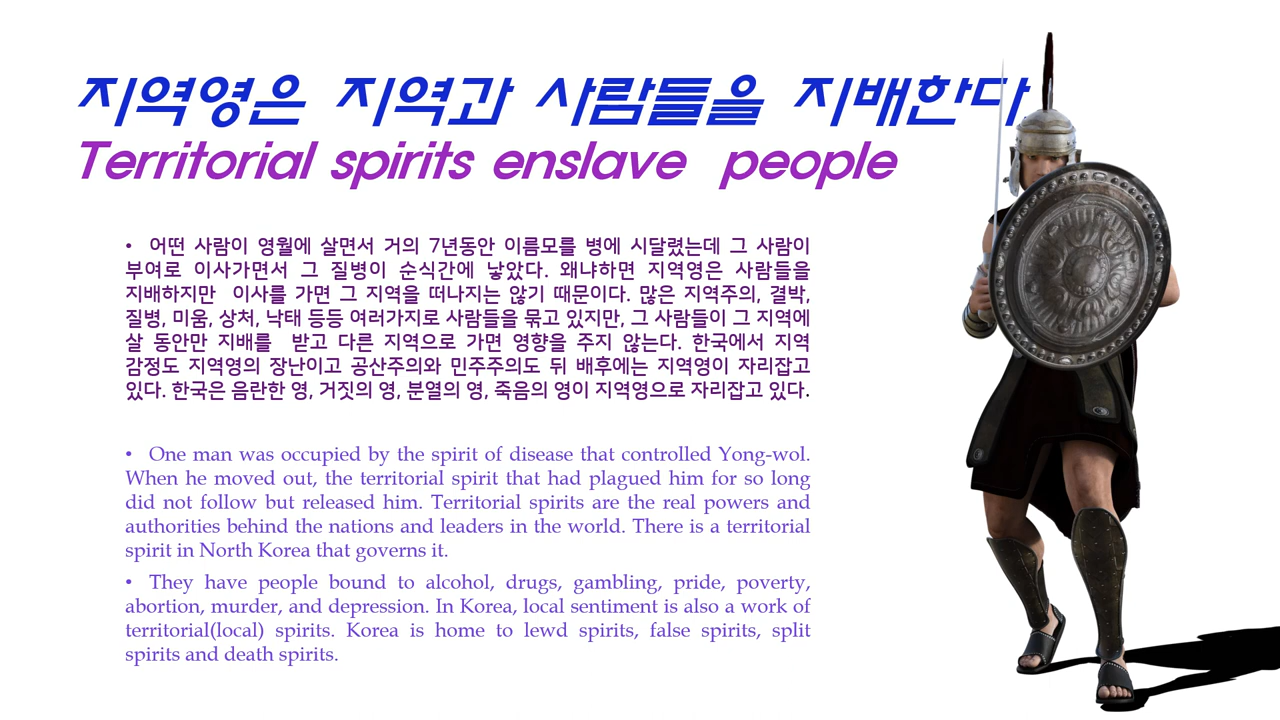 지역영은 지역과 사람들을 지배한다
Territorial spirits enslave people
• 어떤 사람이 영월에 살면서 거의 7년동안 이름모를 병에 시달렸는데 그 사람이
부여로 이사가면서 그 질병이 순식간에 낳았다. 왜냐하면 지역영은 사람들을
지배하지만 이사를 가면 그 지역을 떠나지는 않기 때문이다. 많은 지역주의, 결박,
질병, 미움, 상처, 낙태 등등 여러가지로 사람들을 묶고 있지만, 그 사람들이 그 지역에
살 동안만 지배를 받고 다른 지역으로 가면 영향을 주지 않는다. 한국에서 지역
감정도 지역영의 장난이고 공산주의와 민주주의도 뒤 배후에는 지역영이 자리잡고
있다. 한국은 음란한 영, 거짓의 영, 분열의 영, 죽음의 영이 지역영으로 자리잡고 있다.
• One man was occupied by the spirit of disease that controlled Yong-wol.
When he moved out, the territorial spirit that had plagued him for so long
did not follow but released him. Territorial spirits are the real powers and
authorities behind the nations and leaders in the world. There is a territorial
spirit in North Korea that governs it.
• They have people bound to alcohol, drugs, gambling, pride, poverty,
abortion, murder, and depression. In Korea, local sentiment is also a work of
territorial(local) spirits. Korea is home to lewd spirits, false spirits, split
spirits and death spirits.